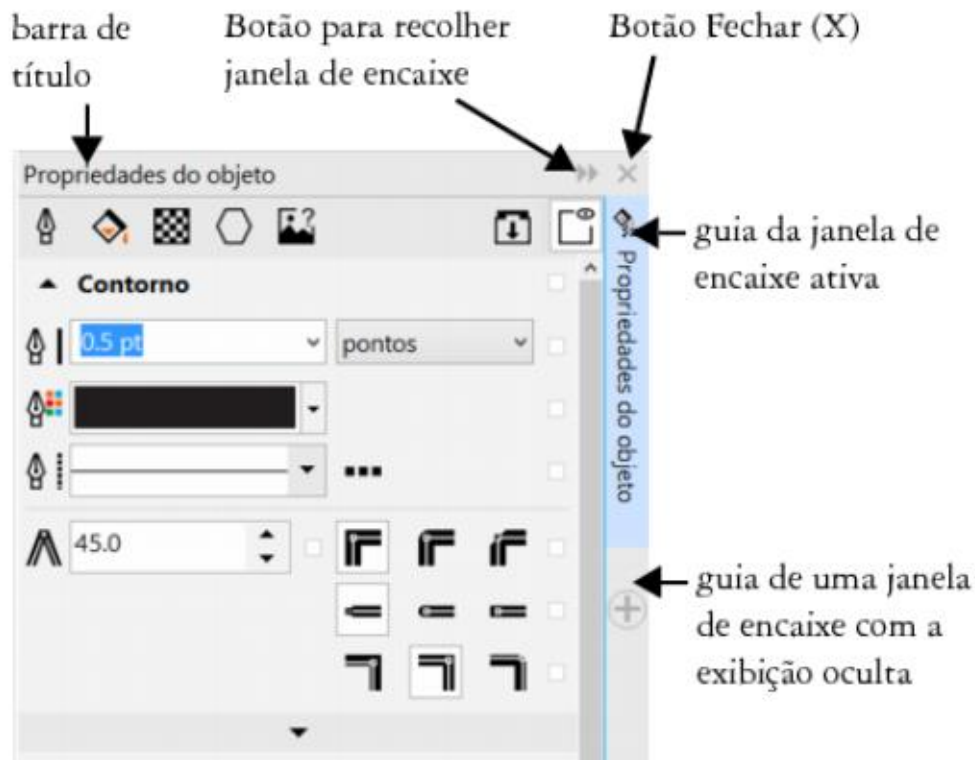 barra de
título
Botão para recolher
janela de encaixe
Botão Fechar (X)
Propriedades do objeto
guia da janela de
encaixe ativa
Propriedades do objeto
Contorno
0.5 pt
pontos
45.0
guia de uma janela
de encaixe com a
exibição oculta